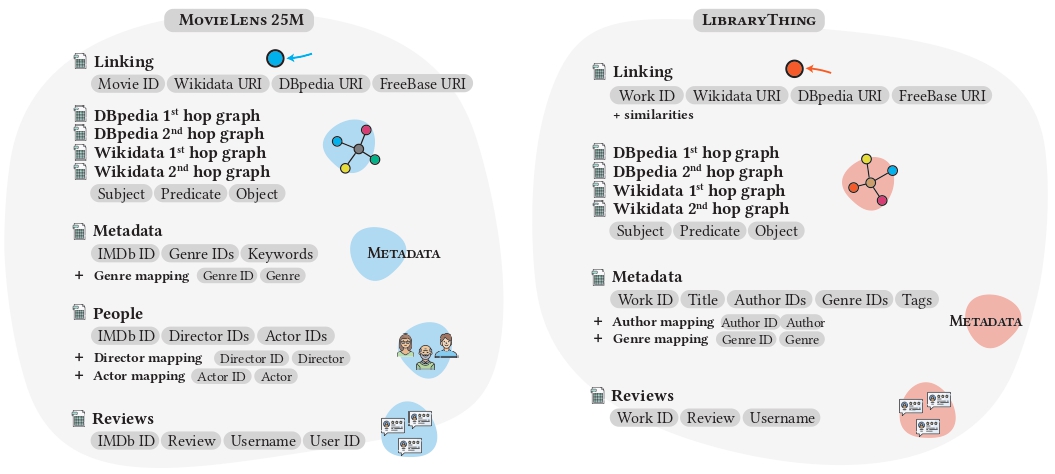 MOVIELENS 25M
Linking
Movie ID Wikidata URI DBpedia URI FreeBase URI
DBpedia 1st hop graph
DBpedia 2nd hop graph
Wikidata 1st hop graph
Wikidata 2nd hop graph
Subject Predicate Object
Metadata
IMDb ID Genre IDs Keywords
+ Genre mapping Genre ID Genre
METADATA
People
IMDb ID Director IDs Actor IDs
+ Director mapping Director ID Director
+ Actor mapping Actor ID Actor
Reviews
IMDb ID Review Username User ID
LIBRARYTHING
Linking
Work ID Wikidata URI DBpedia URI FreeBase URI
+ similarities
DBpedia 1st hop graph
DBpedia 2nd hop graph
Wikidata 1st hop graph
Wikidata 2nd hop graph
Subject Predicate Object
Metadata
Work ID Title Author IDs Genre IDs Tags
+ Author mapping Author ID Author
+ Genre mapping Genre ID Genre
METADATA
Reviews
Work ID Review Username